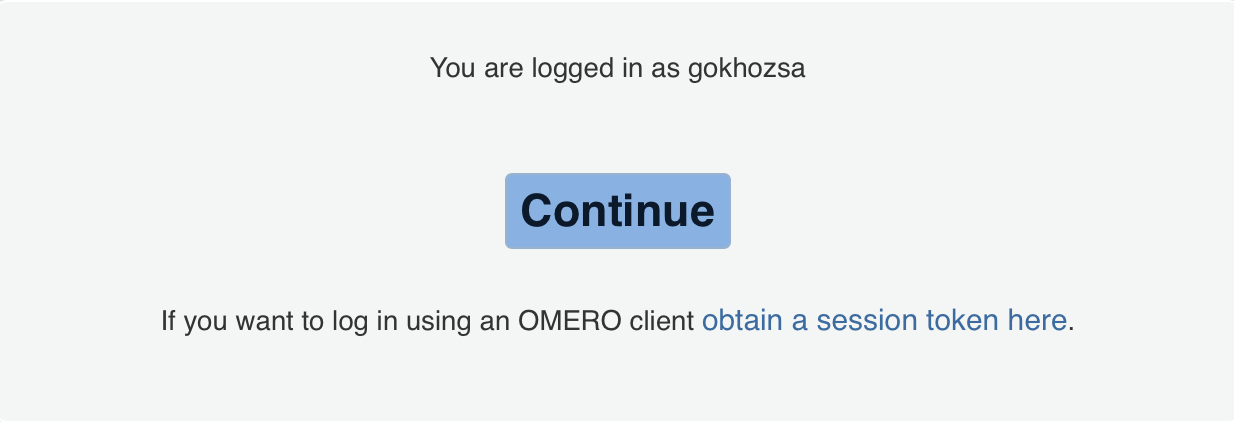 You are logged in as gokhozsa
Continue
If you want to log in using an OMERO client obtain a session token here.